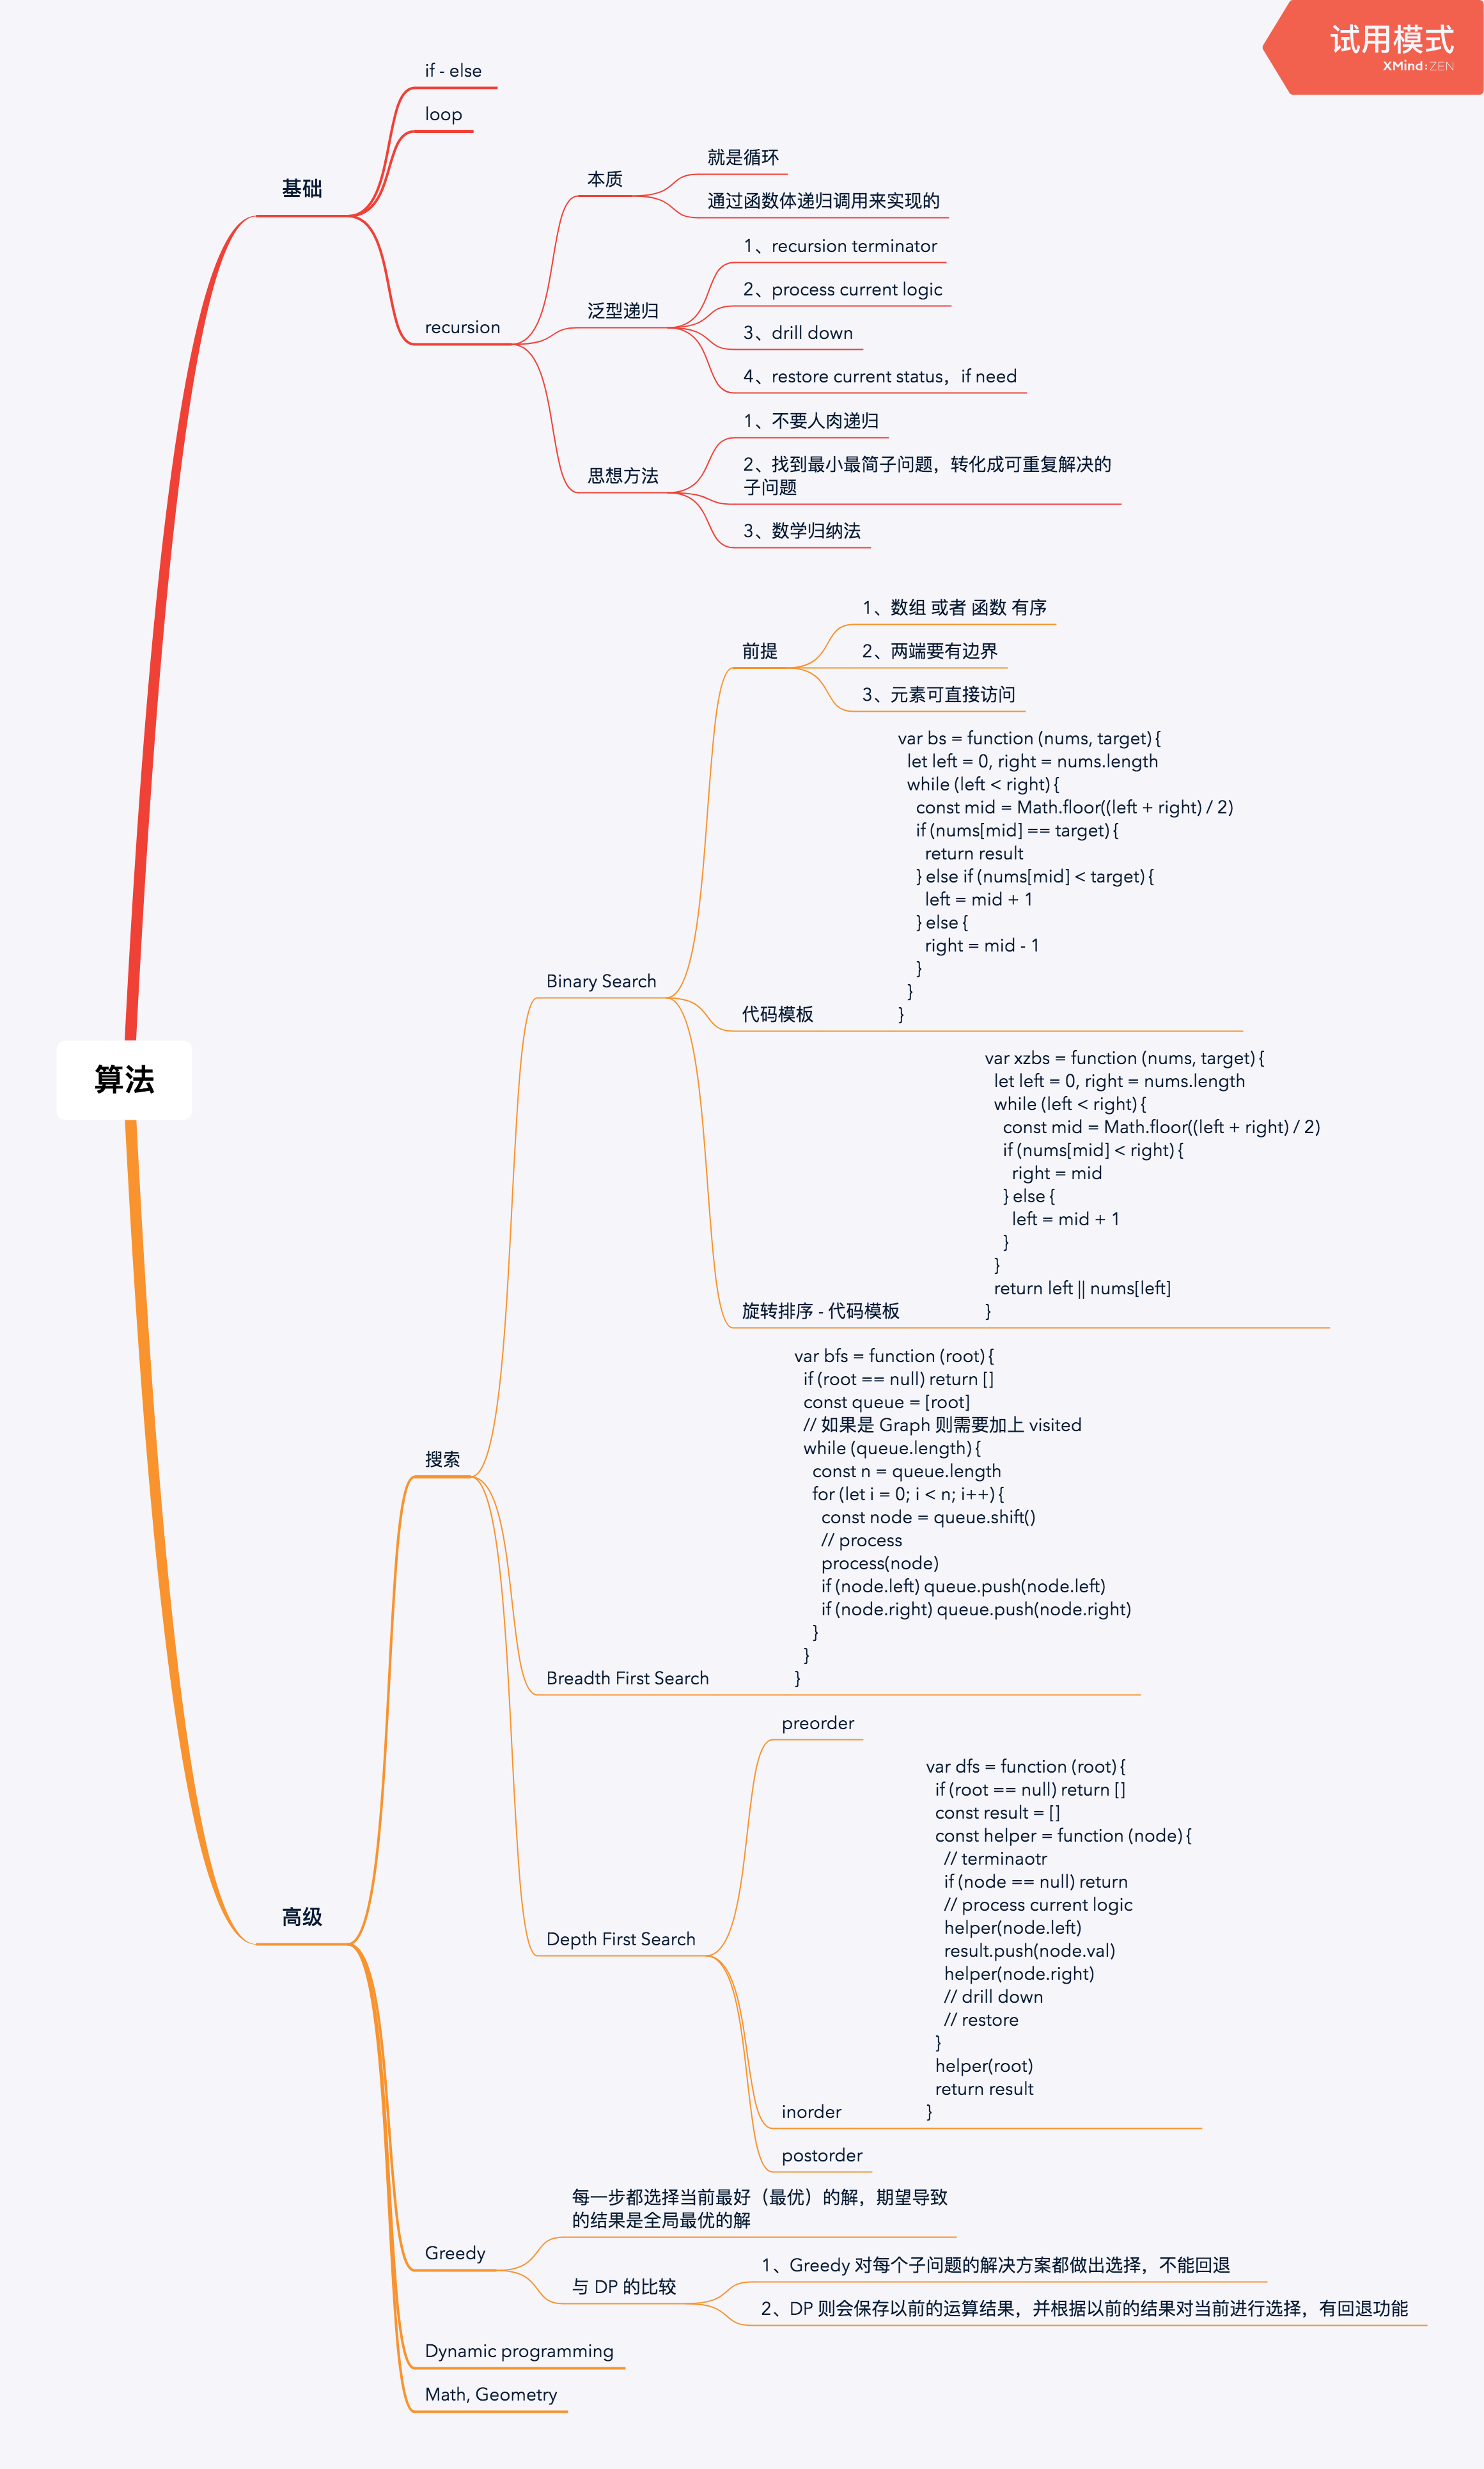 试用模式
XMind:ZEN
算法
基础
if - else
loop
recursion
本质
就是循环
通过函数体递归调用来实现的
泛型递归
1、recursion terminator
2、process current logic
3、drill down
4、restore current status，if need
思想方法
1、不要人肉递归
2、找到最小最简子问题，转化成可重复解决的
子问题
3、数学归纳法
高级
搜索
Binary Search
前提
1、数组 或者 函数 有序
2、两端要有边界
3、元素可直接访问
代码模板
var bs = function (nums, target) {
let left = 0, right = nums.length
while (left < right) {
const mid = Math.floor((left + right) / 2)
if (nums[mid] == target) {
return result
} else if (nums[mid] < target) {
left = mid + 1
} else {
right = mid - 1
}
}
}
旋转排序 - 代码模板
var xzbs = function (nums, target) {
let left = 0, right = nums.length
while (left < right) {
const mid = Math.floor((left + right) / 2)
if (nums[mid] < right) {
right = mid
} else {
left = mid + 1
}
}
return left || nums[left]
}
Breadth First Search
var bfs = function (root) {
if (root == null) return []
const queue = [root]
// 如果是 Graph 则需要加上 visited
while (queue.length) {
const n = queue.length
for (let i = 0; i < n; i++) {
const node = queue.shift()
// process
process(node)
if (node.left) queue.push(node.left)
if (node.right) queue.push(node.right)
}
}
}
Depth First Search
preorder
inorder
var dfs = function (root) {
if (root == null) return []
const result = []
const helper = function (node) {
// terminaotr
if (node == null) return
// process current logic
helper(node.left)
result.push(node.val)
helper(node.right)
// drill down
// restore
}
helper(root)
return result
}
postorder
Greedy
每一步都选择当前最好（最优）的解，期望导致
的结果是全局最优的解
与 DP 的比较
1、Greedy 对每个子问题的解决方案都做出选择，不能回退
2、DP 则会保存以前的运算结果，并根据以前的结果对当前进行选择，有回退功能
Dynamic programming
Math, Geometry